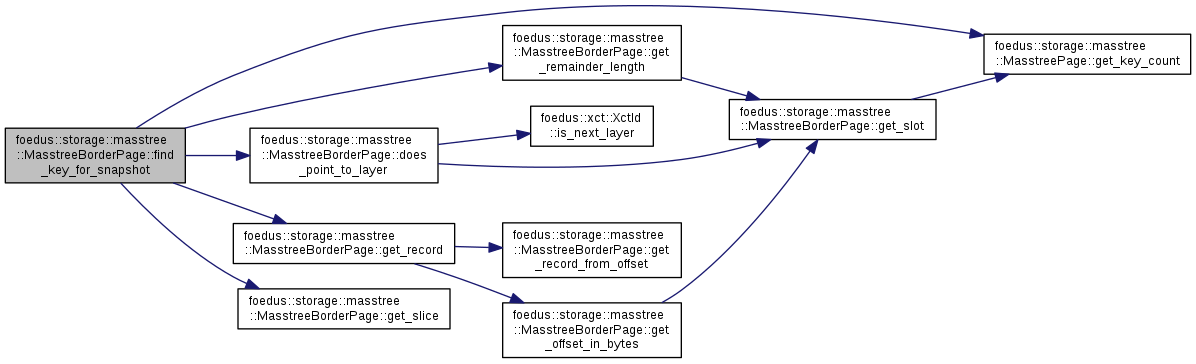 foedus::storage::masstree
::MasstreeBorderPage::find
_key_for_snapshot
foedus::storage::masstree
::MasstreeBorderPage::get
_remainder_length
foedus::storage::masstree
::MasstreePage::get_key_count
foedus::xct::XctId
::is_next_layer
foedus::storage::masstree
::MasstreeBorderPage::get_slot
foedus::storage::masstree
::MasstreeBorderPage::does
_point_to_layer
foedus::storage::masstree
::MasstreeBorderPage::get_record
foedus::storage::masstree
::MasstreeBorderPage::get
_record_from_offset
foedus::storage::masstree
::MasstreeBorderPage::get_slice
foedus::storage::masstree
::MasstreeBorderPage::get
_offset_in_bytes